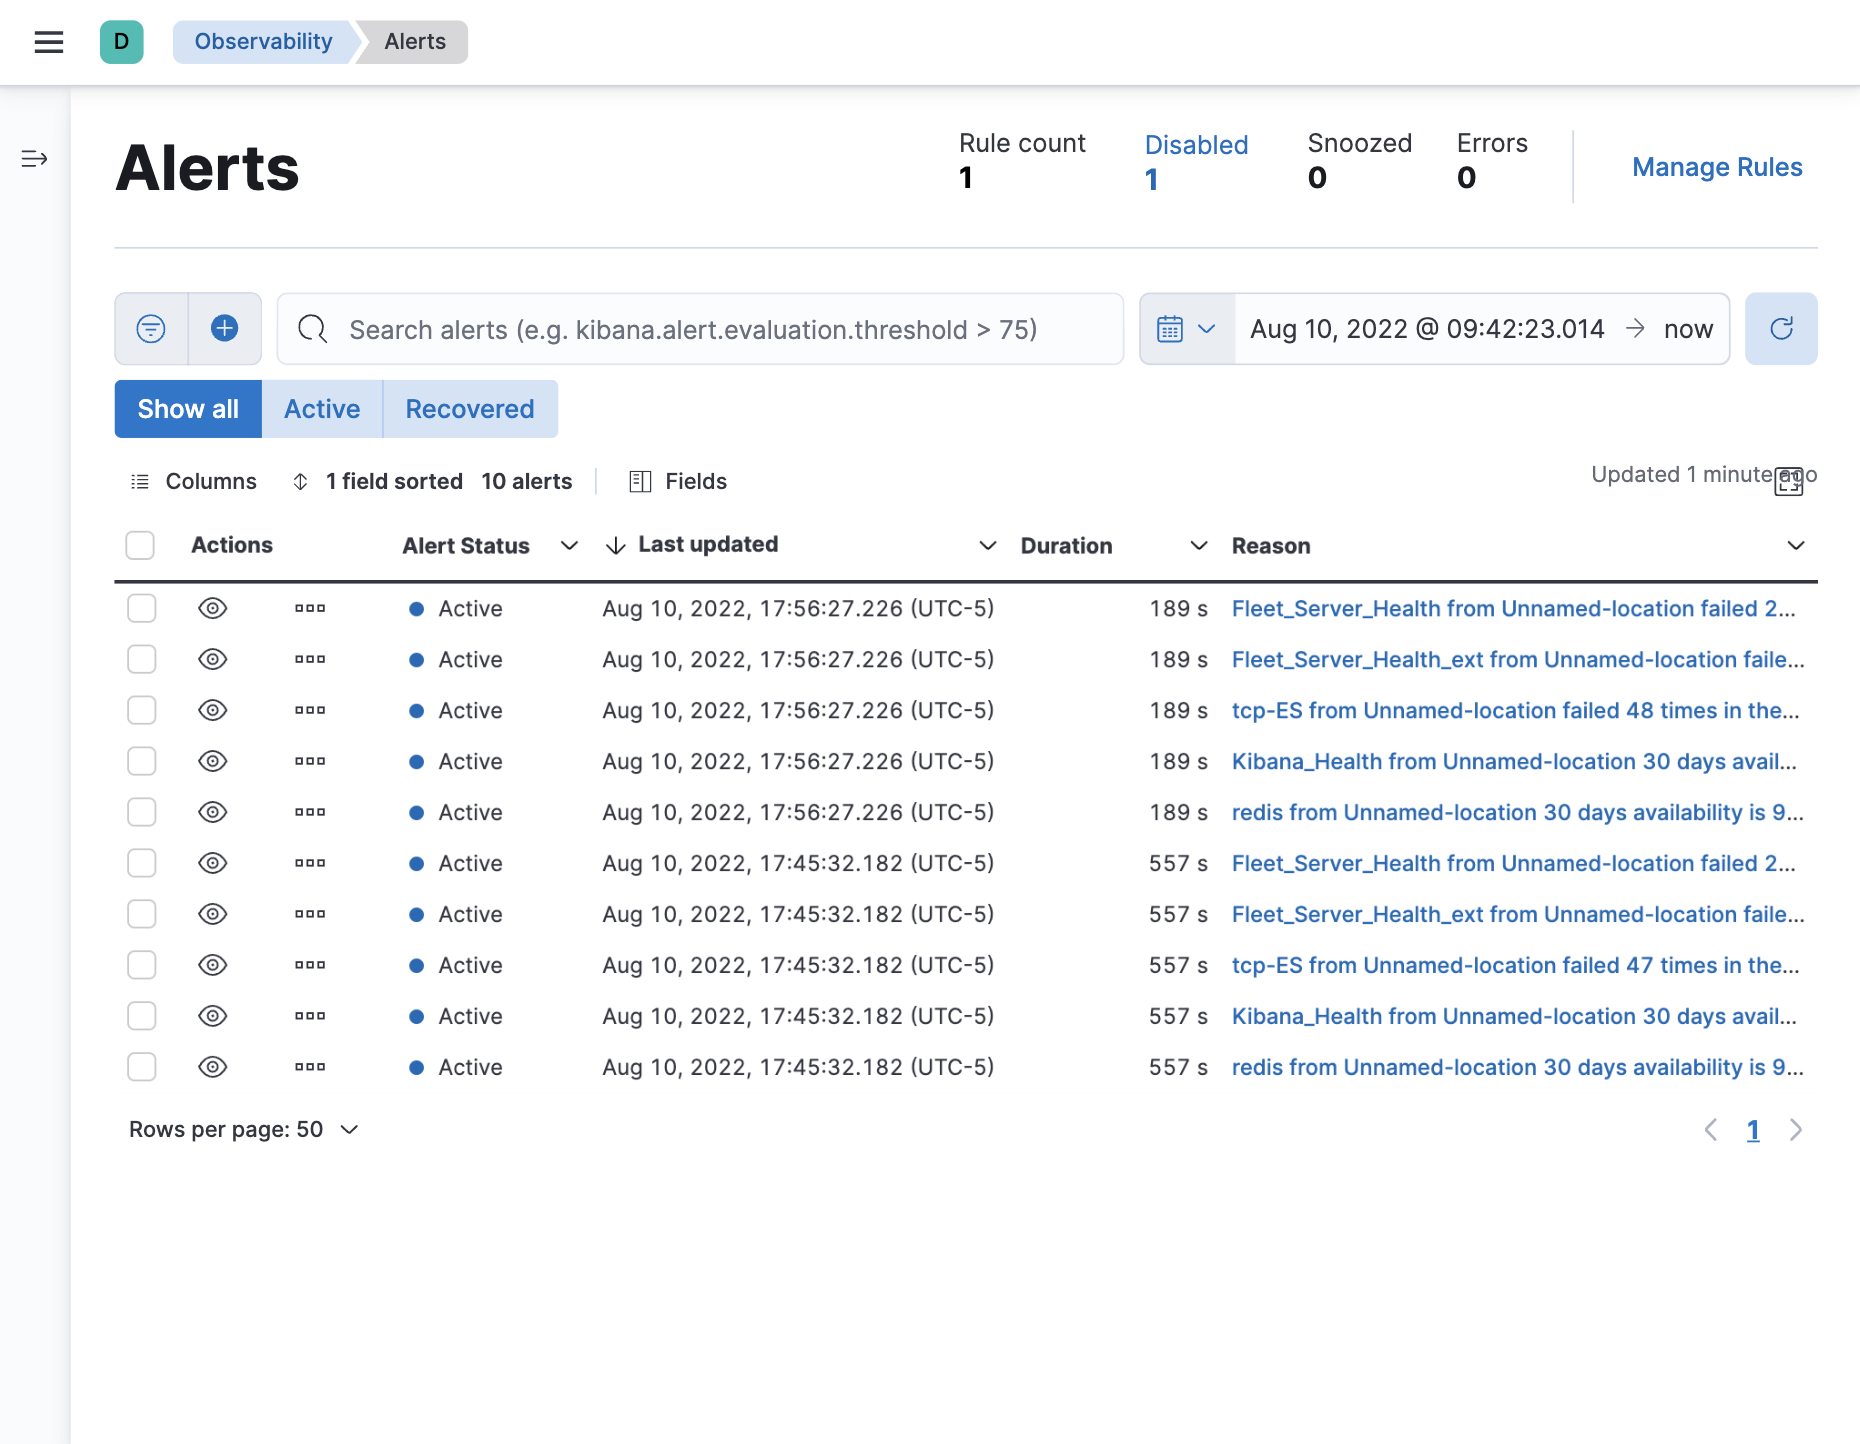 D Observability Alerts
Alerts
Rule count Disabled Snoozed Errors
1 1 0 0
Manage Rules
Search alerts (e.g. kibana.alert.evaluation.threshold > 75) Aug 10, 2022 @ 09:42:23.014 → now
Show all Active Recovered
Columns 1 field sorted 10 alerts Fields Updated 1 minute ago
Actions Alert Status Last updated Duration Reason
Active Aug 10, 2022, 17:56:27.226 (UTC-5) 189 s Fleet_Server_Health from Unnamed-location failed 2...
Active Aug 10, 2022, 17:56:27.226 (UTC-5) 189 s Fleet_Server_Health_ext from Unnamed-location faile...
Active Aug 10, 2022, 17:56:27.226 (UTC-5) 189 s tcp-ES from Unnamed-location failed 48 times in the...
Active Aug 10, 2022, 17:56:27.226 (UTC-5) 189 s Kibana_Health from Unnamed-location 30 days avail...
Active Aug 10, 2022, 17:56:27.226 (UTC-5) 189 s redis from Unnamed-location 30 days availability is 9...
Active Aug 10, 2022, 17:45:32.182 (UTC-5) 557 s Fleet_Server_Health from Unnamed-location failed 2...
Active Aug 10, 2022, 17:45:32.182 (UTC-5) 557 s Fleet_Server_Health_ext from Unnamed-location faile...
Active Aug 10, 2022, 17:45:32.182 (UTC-5) 557 s tcp-ES from Unnamed-location failed 47 times in the...
Active Aug 10, 2022, 17:45:32.182 (UTC-5) 557 s Kibana_Health from Unnamed-location 30 days avail...
Active Aug 10, 2022, 17:45:32.182 (UTC-5) 557 s redis from Unnamed-location 30 days availability is 9...
Rows per page: 50 1